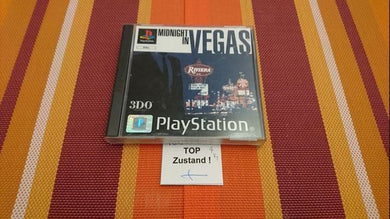 MIDNIGHT
IN VEGAS
RIVIERA
3DO
PlayStation
TOP
Zustand !